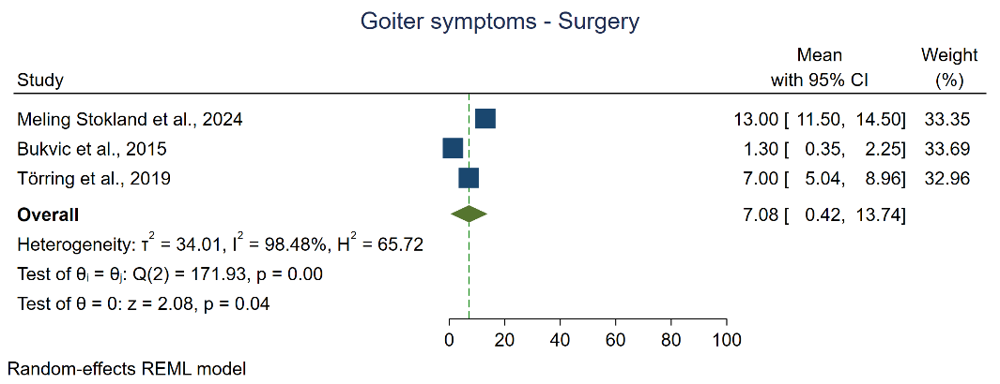 Goiter symptoms - Surgery
Mean Weight
Study with 95% CI (%)
Meling Stokland et al., 2024 13.00 [ 11.50, 14.50] 33.35
Bukvic et al., 2015 1.30 [ 0.35, 2.25] 33.69
Törring et al., 2019 7.00 [ 5.04, 8.96] 32.96
Overall 7.08 [ 0.42, 13.74]
Heterogeneity: τ² = 34.01, I² = 98.48%, H² = 65.72
Test of θᵢ = θⱼ: Q(2) = 171.93, p = 0.00
Test of θ = 0: z = 2.08, p = 0.04
0 20 40 60 80 100
Random-effects REML model